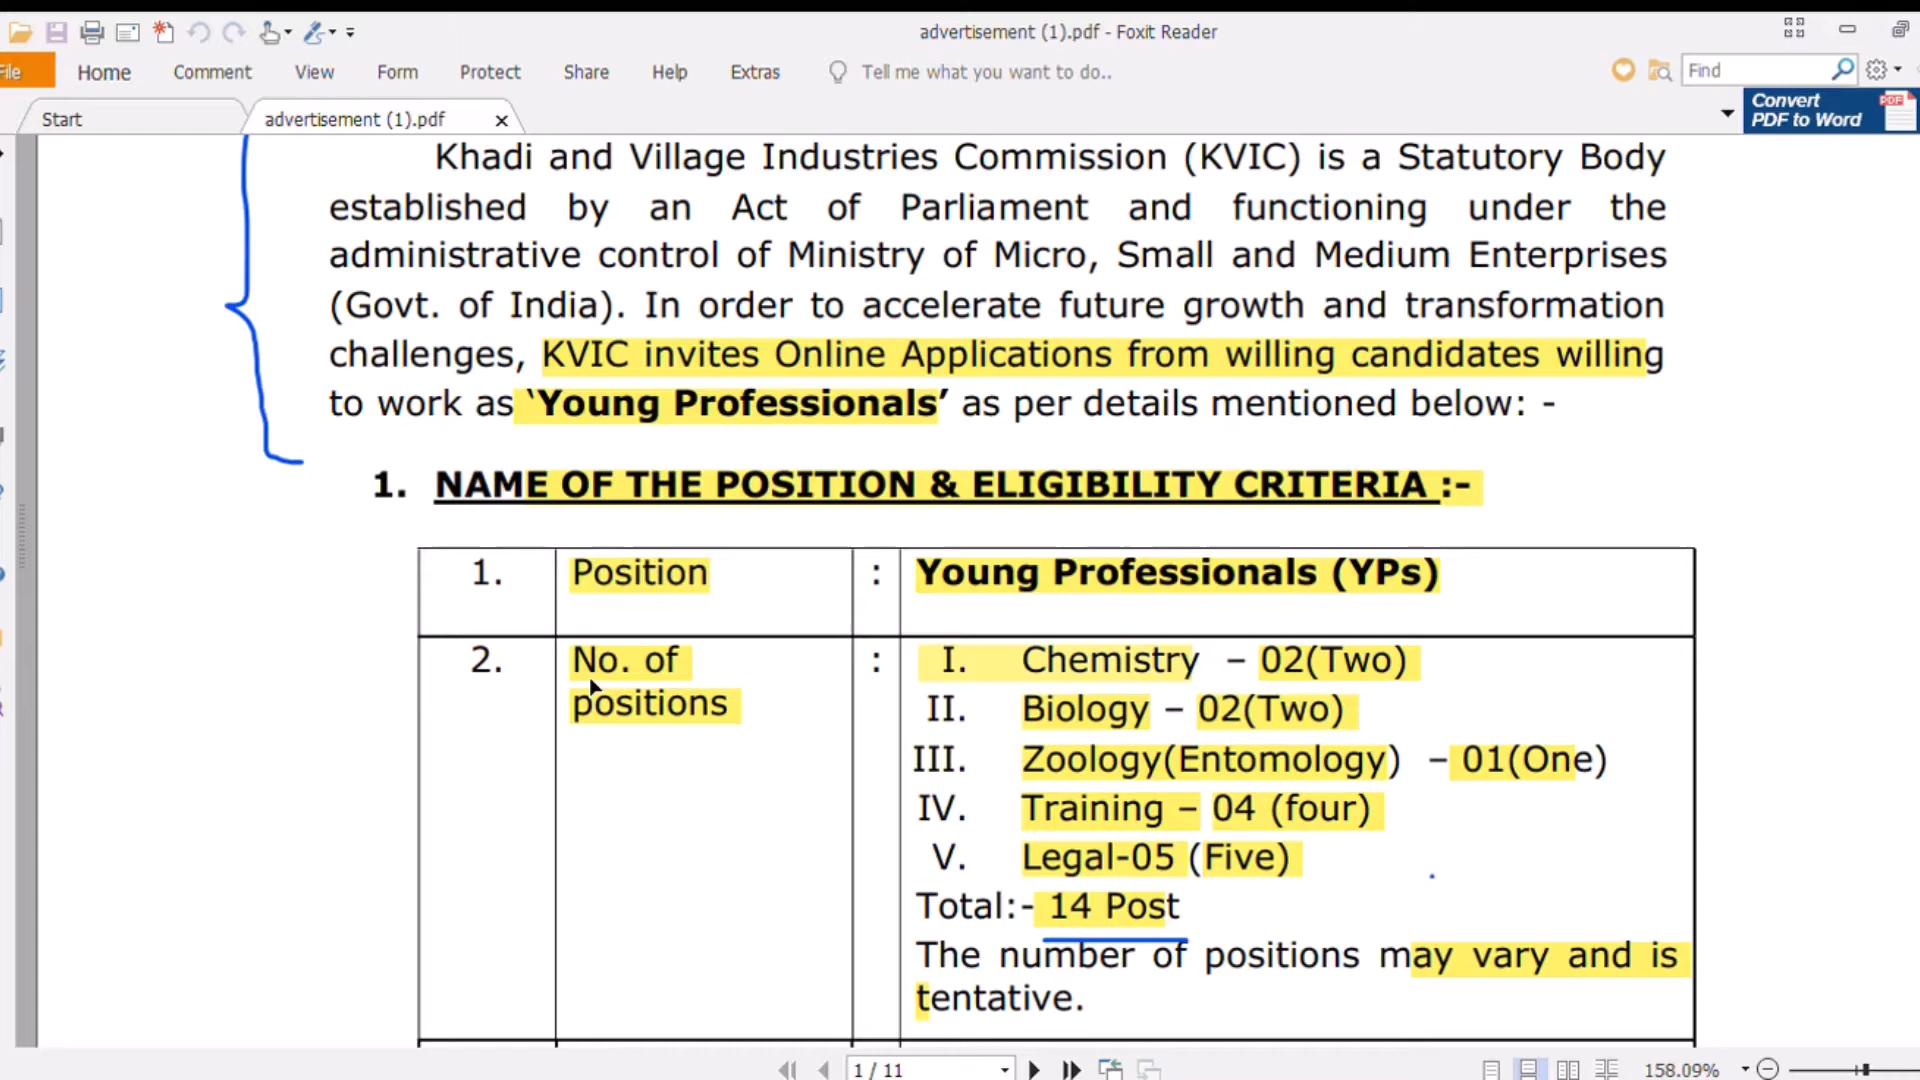 advertisement (1).pdf - Foxit Reader
File Home Comment View Form Protect Share Help Extras Tell me what you want to do.. Find
Start advertisement (1).pdf
Convert
PDF to Word
PDF
Khadi and Village Industries Commission (KVIC) is a Statutory Body
established by an Act of Parliament and functioning under the
administrative control of Ministry of Micro, Small and Medium Enterprises
(Govt. of India). In order to accelerate future growth and transformation
challenges, KVIC invites Online Applications from willing candidates willing
to work as ‘Young Professionals’ as per details mentioned below: -
1. NAME OF THE POSITION & ELIGIBILITY CRITERIA :-
1. Position : Young Professionals (YPs)
2. No. of positions :
I. Chemistry – 02(Two)
II. Biology – 02(Two)
III. Zoology(Entomology) – 01(One)
IV. Training – 04 (four)
V. Legal-05 (Five)
Total:- 14 Post
The number of positions may vary and is
tentative.
1 / 11 158.09%